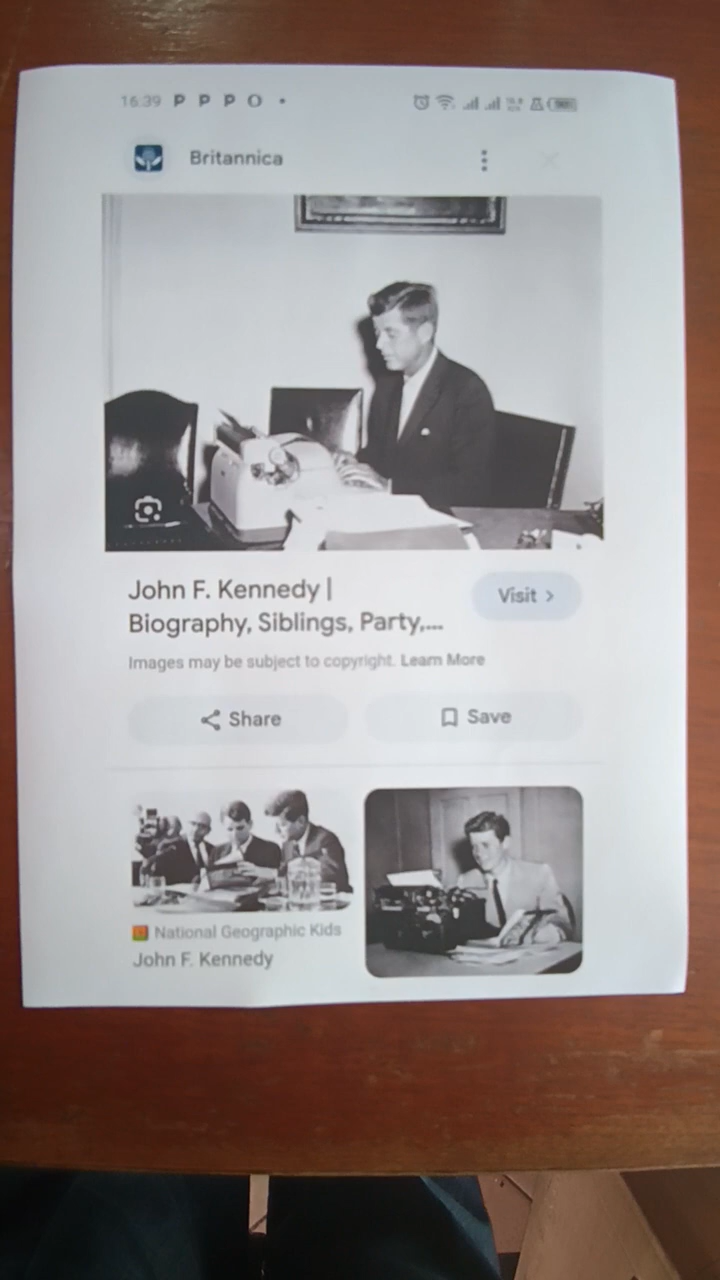 16:39 P P P O •
Britannica
John F. Kennedy |
Biography, Siblings, Party,...
Visit >
Images may be subject to copyright. Learn More
Share
Save
National Geographic Kids
John F. Kennedy